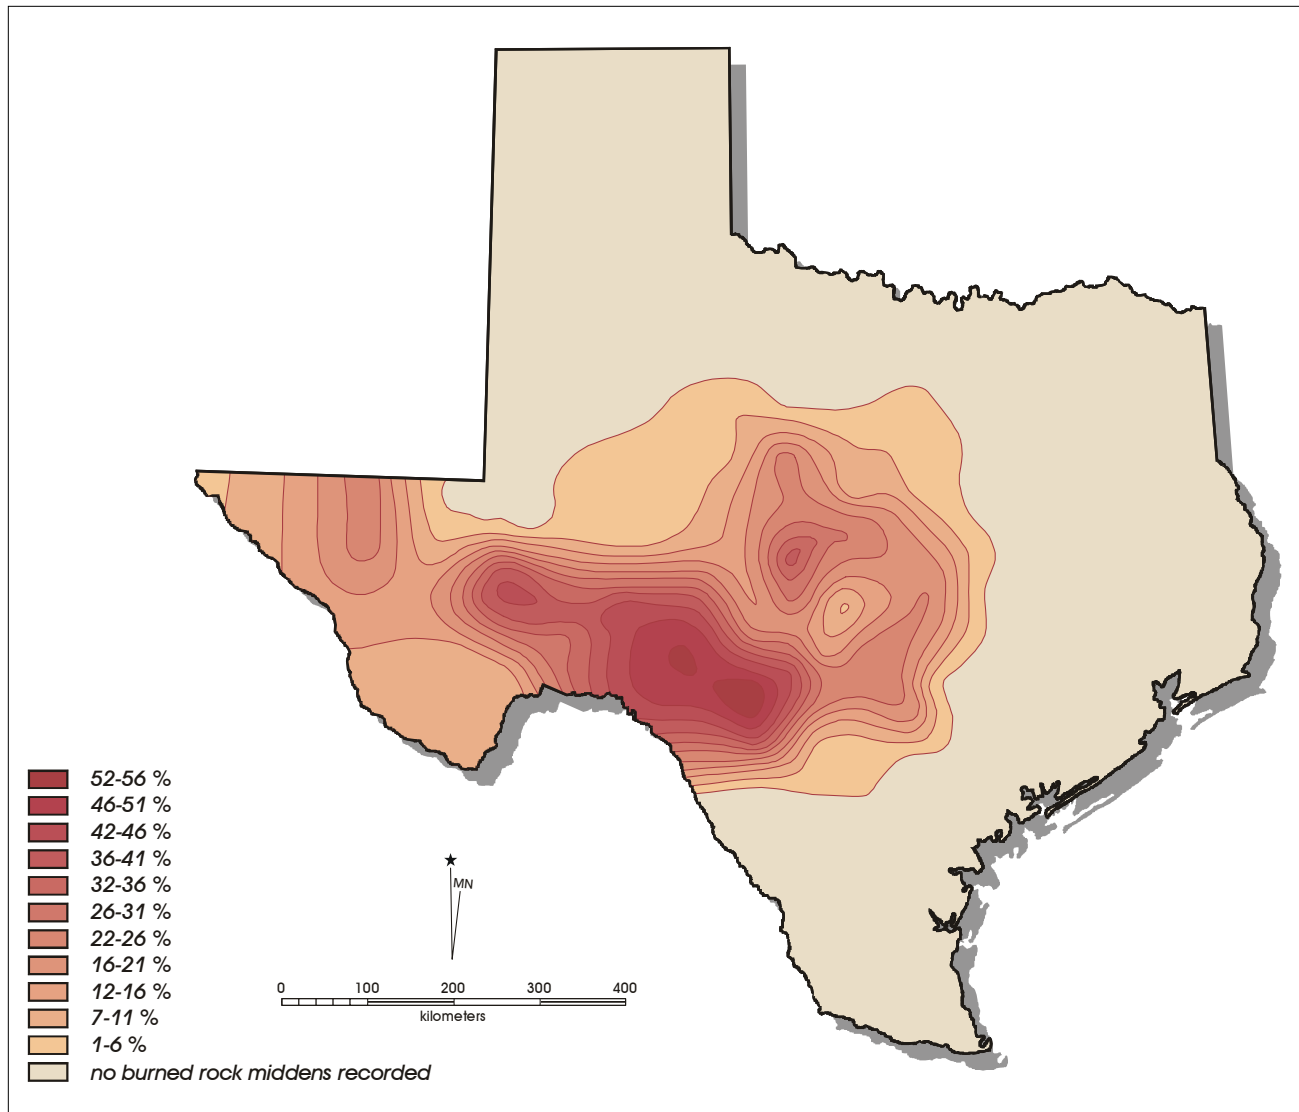 52-56 %
46-51 %
42-46 %
36-41 %
32-36 %
26-31 %
22-26 %
16-21 %
12-16 %
7-11 %
1-6 %
no burned rock middens recorded
MN
0 100 200 300 400
kilometers